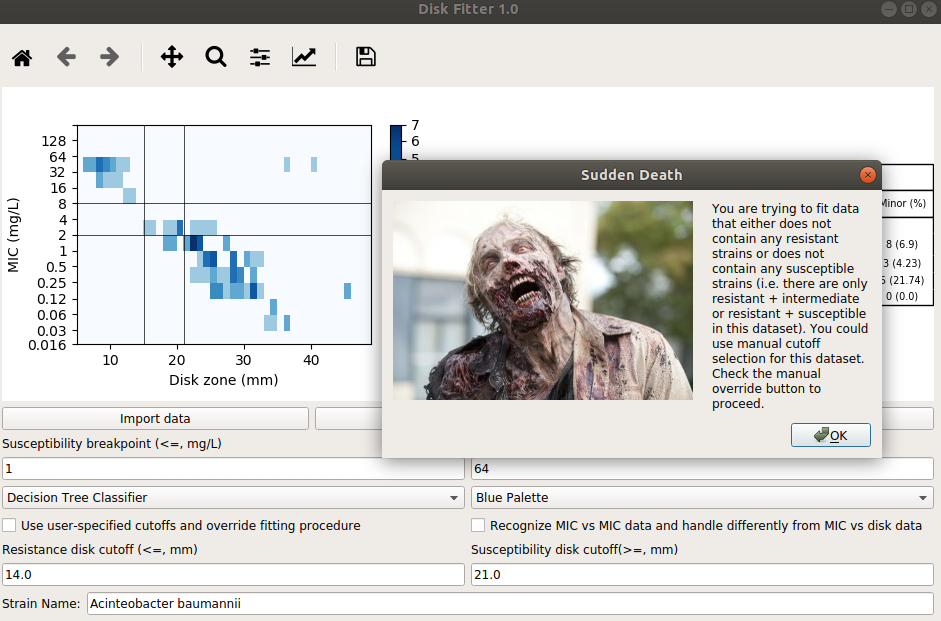 Disk Fitter 1.0
MIC (mg/L)
128
64
32
16
8
4
2
1
0.5
0.25
0.12
0.06
0.03
0.016
10 20 30 40
Disk zone (mm)
7
6
5
Minor (%)
8 (6.9)
3 (4.23)
(21.74)
0 (0.0)
Sudden Death
You are trying to fit data
that either does not
contain any resistant
strains or does not
contain any susceptible
strains (i.e. there are only
resistant + intermediate
or resistant + susceptible
in this dataset). You could
use manual cutoff
selection for this dataset.
Check the manual
override button to
proceed.
OK
Import data
Susceptibility breakpoint (<=, mg/L)
1
64
Decision Tree Classifier
Blue Palette
Use user-specified cutoffs and override fitting procedure
Recognize MIC vs MIC data and handle differently from MIC vs disk data
Resistance disk cutoff (<=, mm)
Susceptibility disk cutoff(>=, mm)
14.0
21.0
Strain Name: Acinteobacter baumannii